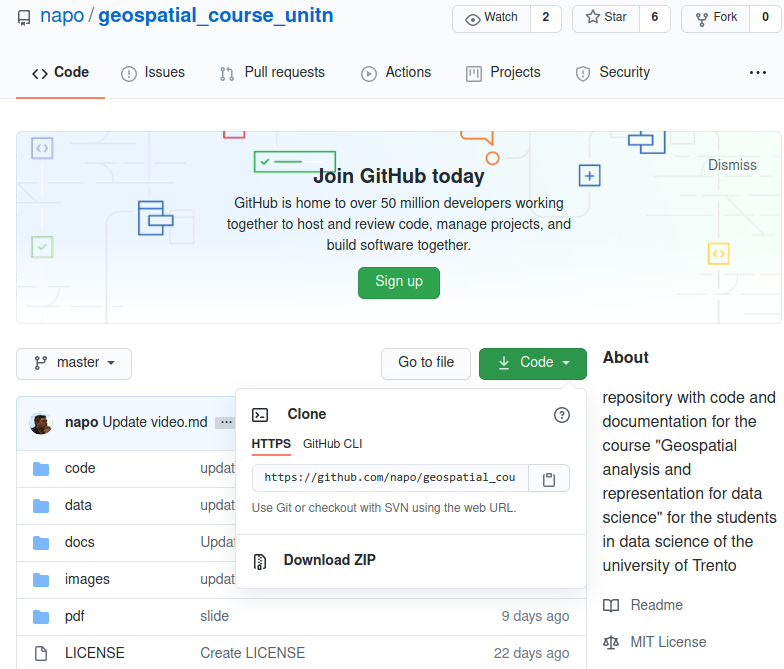 napo / geospatial_course_unitn
Watch 2 Star 6 Fork 0
Code Issues Pull requests Actions Projects Security ...
Dismiss
Join GitHub today
GitHub is home to over 50 million developers working
together to host and review code, manage projects, and
build software together.
Sign up
master Go to file Code
napo Update video.md ...
code updat
data updat
docs Updat
images updat
pdf slide 9 days ago
LICENSE Create LICENSE 22 days ago
Clone
HTTPS GitHub CLI
https://github.com/napo/geospatial_cou
Use Git or checkout with SVN using the web URL.
Download ZIP
About
repository with code and
documentation for the
course "Geospatial
analysis and
representation for data
science" for the students
in data science of the
university of Trento
Readme
MIT License